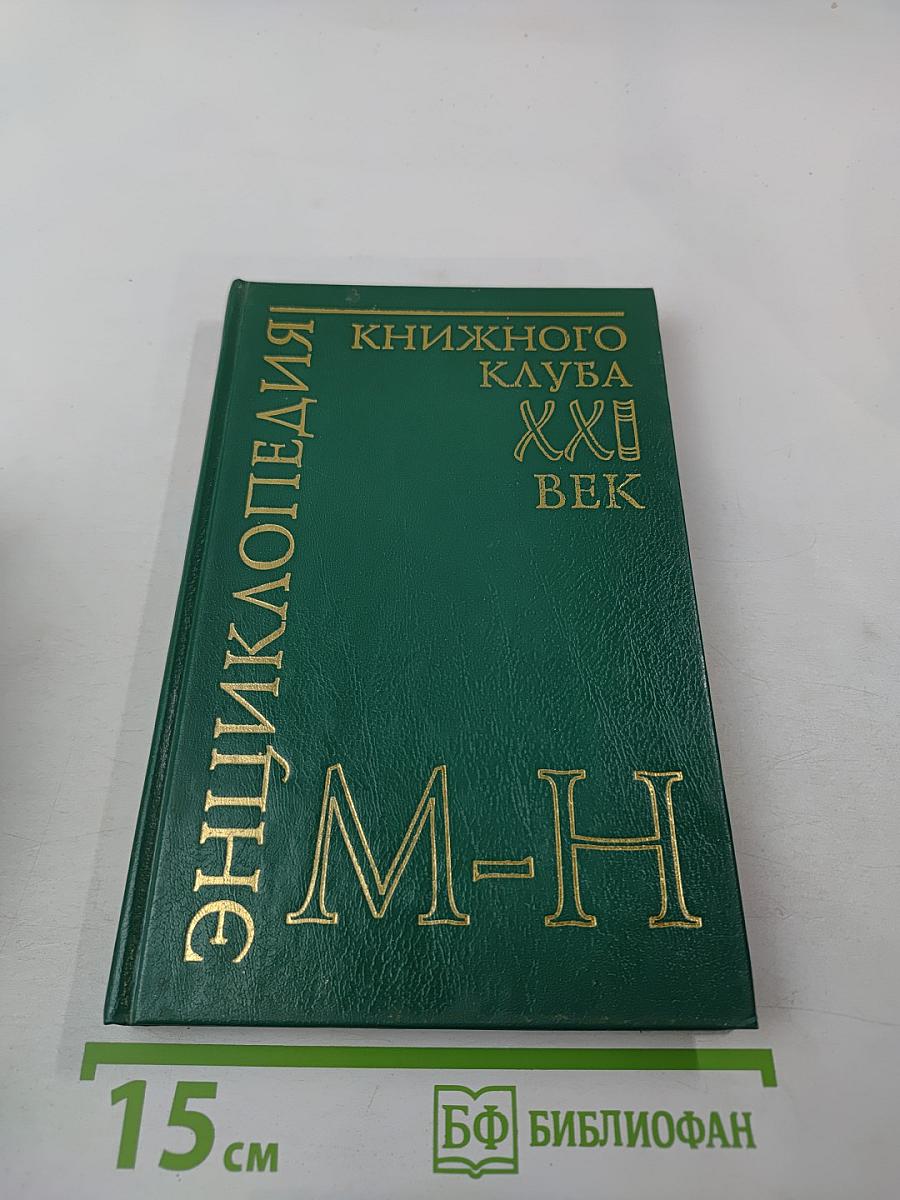 ЭНЦИКЛОПЕДИЯ
КНИЖНОГО
КЛУБА
XXI
ВЕК
М-Н
15 см
БФ БИБЛИОФАН